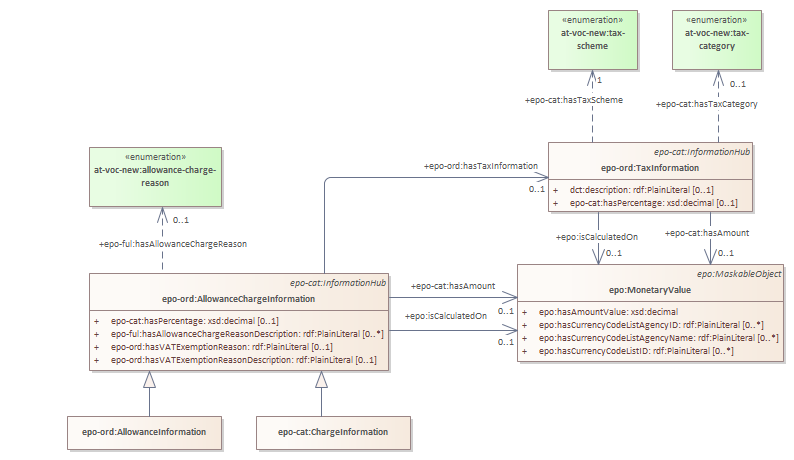 «enumeration»
at-voc-new:tax-
scheme
«enumeration»
at-voc-new:tax-
category
1
0..1
+epo-cat:hasTaxScheme
+epo-cat:hasTaxCategory
epo-cat:InformationHub
epo-ord:TaxInformation
+ dct:description: rdf:PlainLiteral [0..1]
+ epo-cat:hasPercentage: xsd:decimal [0..1]
«enumeration»
at-voc-new:allowance-charge-
reason
0..1
+epo-ful:hasAllowanceChargeReason
+epo-ord:hasTaxInformation
0..1
+epo:isCalculatedOn
+epo-cat:hasAmount
0..1
0..1
epo-cat:InformationHub
epo-ord:AllowanceChargeInformation
+ epo-cat:hasPercentage: xsd:decimal [0..1]
+ epo-ful:hasAllowanceChargeReasonDescription: rdf:PlainLiteral [0..*]
+ epo-ord:hasVATExemptionReason: rdf:PlainLiteral [0..1]
+ epo-ord:hasVATExemptionReasonDescription: rdf:PlainLiteral [0..1]
+epo-cat:hasAmount
0..1
+epo:isCalculatedOn
0..1
epo:MaskableObject
epo:MonetaryValue
+ epo:hasAmountValue: xsd:decimal
+ epo:hasCurrencyCodeListAgencyID: rdf:PlainLiteral [0..*]
+ epo:hasCurrencyCodeListAgencyName: rdf:PlainLiteral [0..*]
+ epo:hasCurrencyCodeListID: rdf:PlainLiteral [0..*]
epo-ord:AllowanceInformation
epo-cat:ChargeInformation